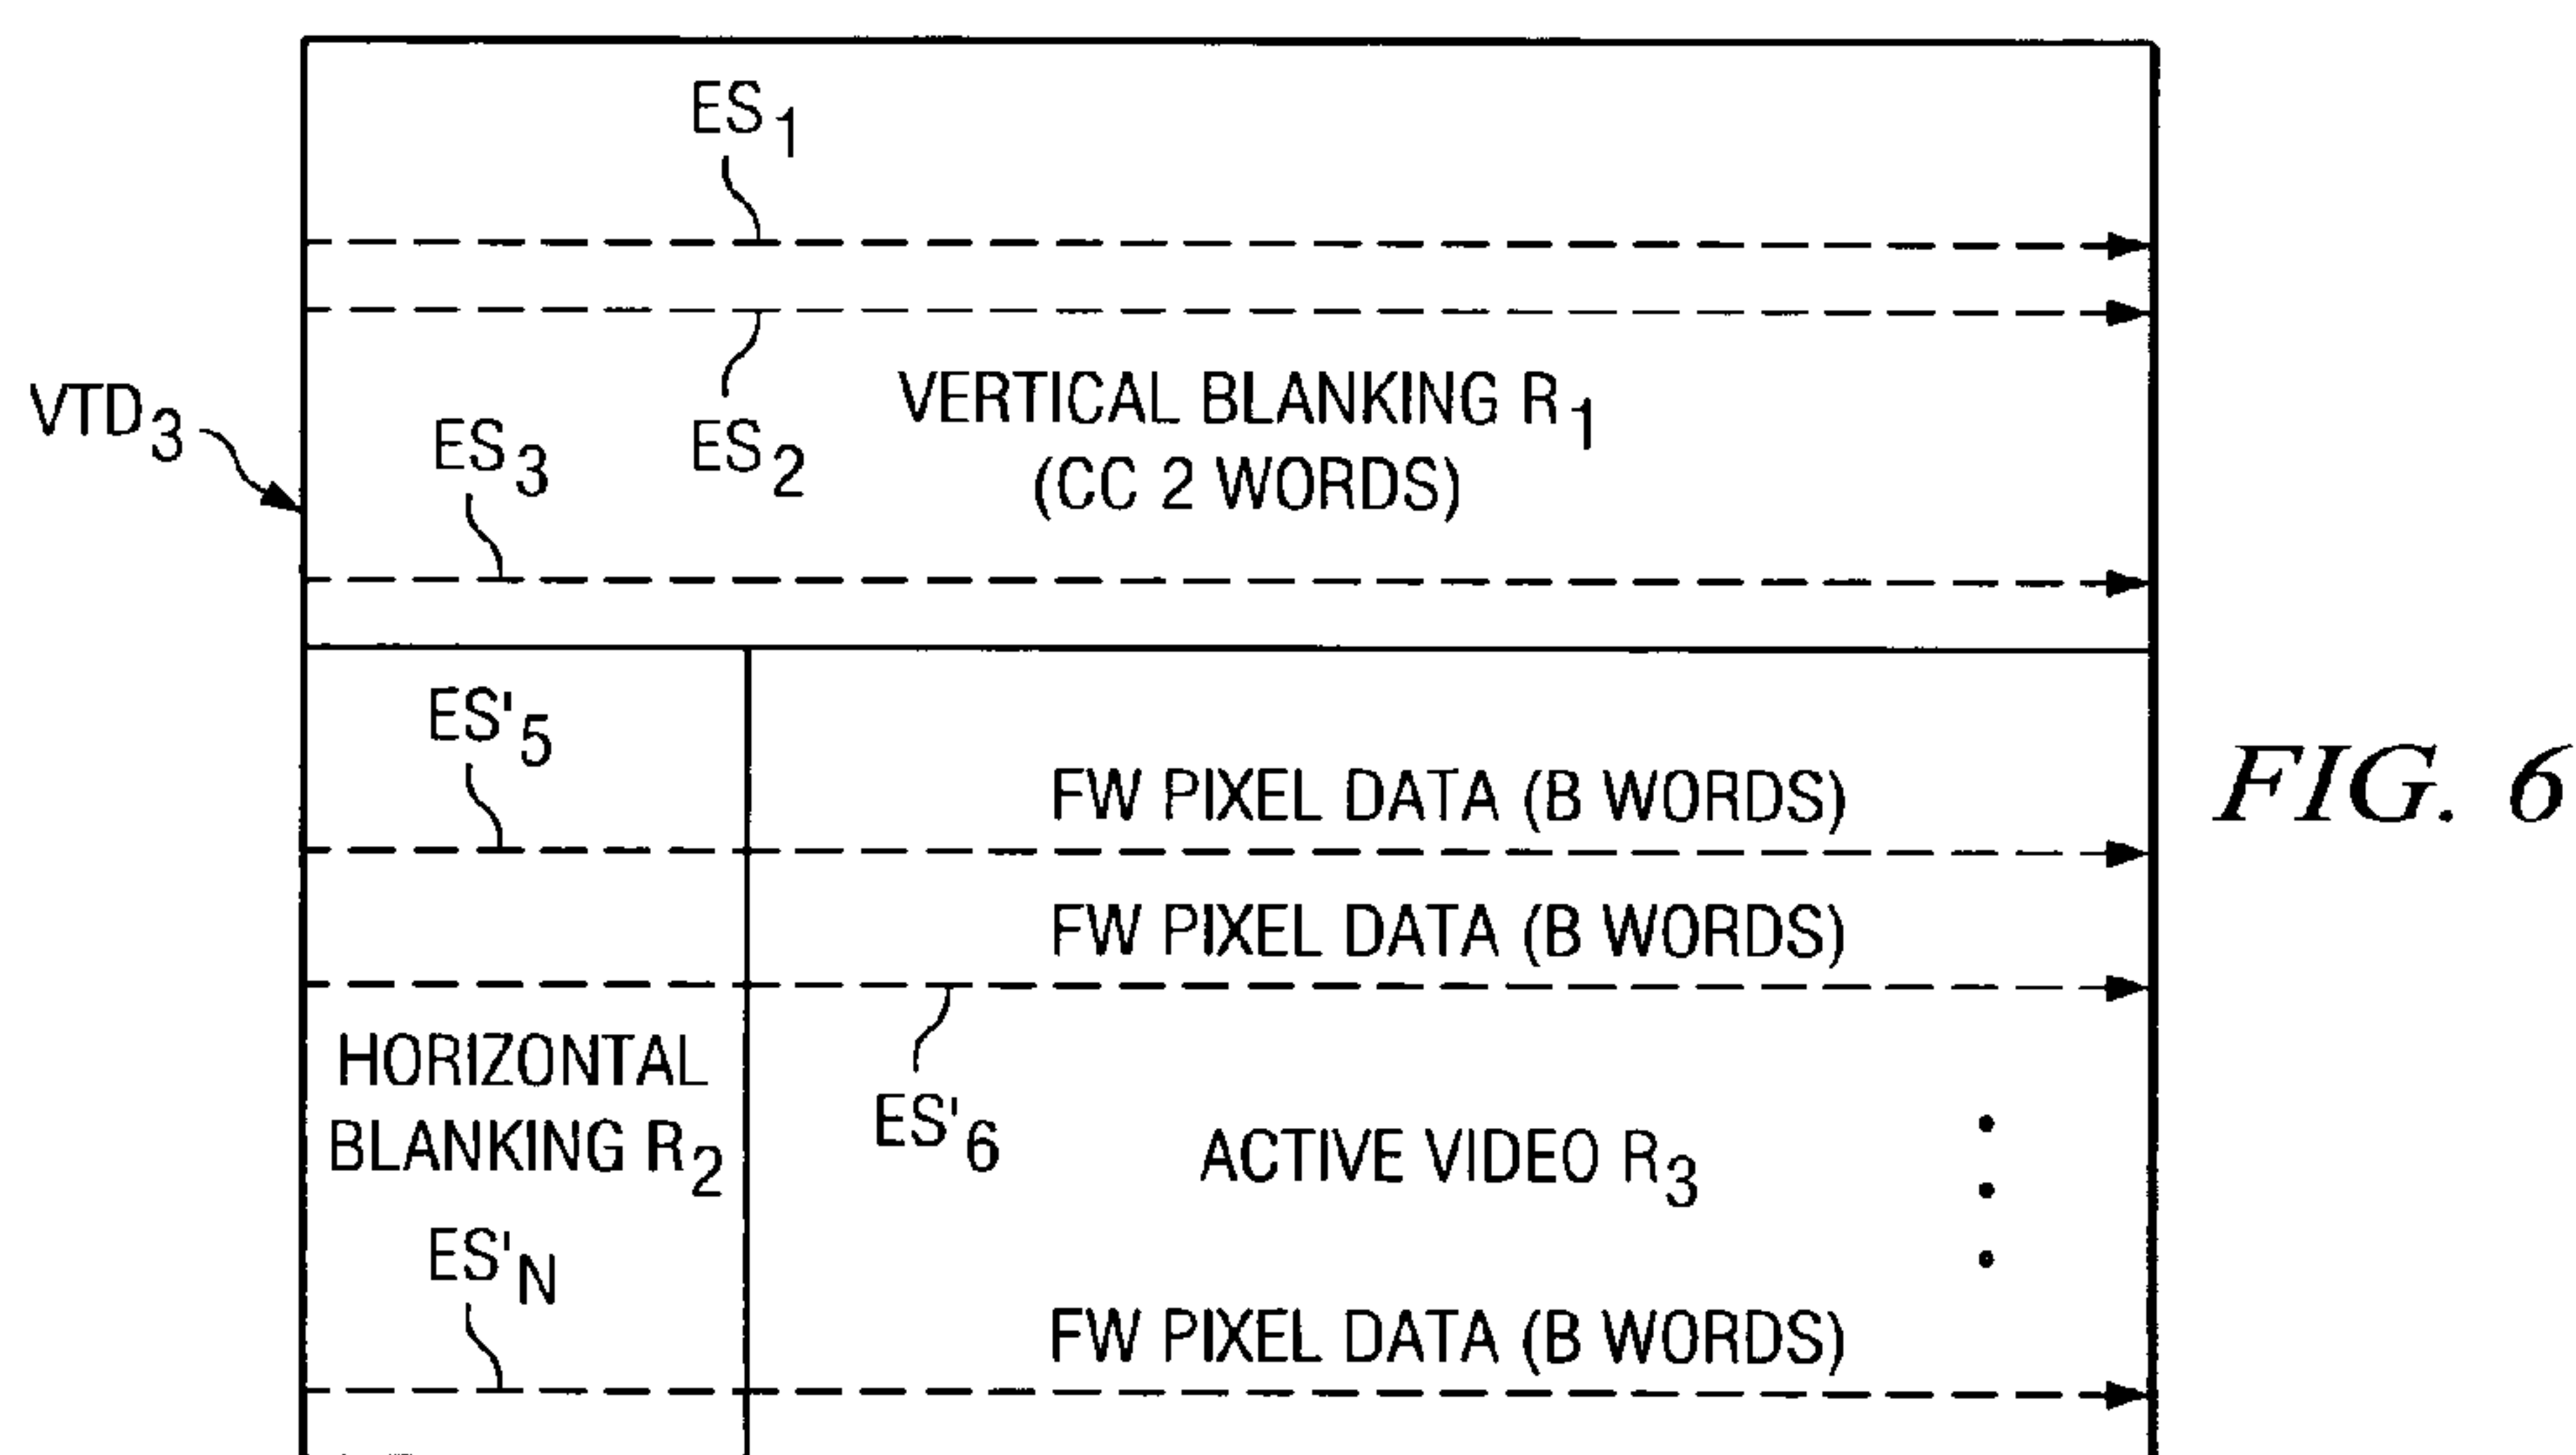 ES1
VTD3
ES3
ES2
VERTICAL BLANKING R1
(CC 2 WORDS)
ES'5
FW PIXEL DATA (B WORDS)
FIG. 6
FW PIXEL DATA (B WORDS)
HORIZONTAL
BLANKING R2
ES'6
ACTIVE VIDEO R3
ES'N
FW PIXEL DATA (B WORDS)